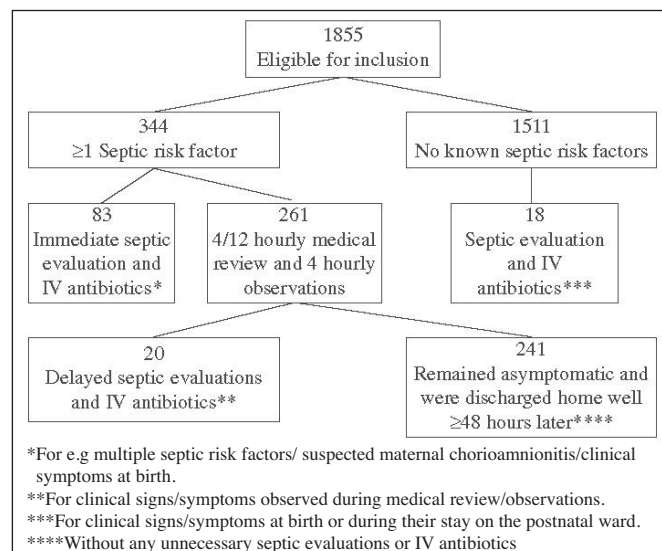 1855
Eligible for inclusion
344
≥1 Septic risk factor
1511
No known septic risk factors
83
Immediate septic
evaluation and
IV antibiotics*
261
4/12 hourly medical
review and 4 hourly
observations
18
Septic evaluation
and IV
antibiotics***
20
Delayed septic evaluations
and IV antibiotics**
241
Remained asymptomatic and
were discharged home well
≥48 hours later****
*For e.g multiple septic risk factors/ suspected maternal chorioamnionitis/clinical
symptoms at birth.
**For clinical signs/symptoms observed during medical review/observations.
***For clinical signs/symptoms at birth or during their stay on the postnatal ward.
****Without any unnecessary septic evaluations or IV antibiotics